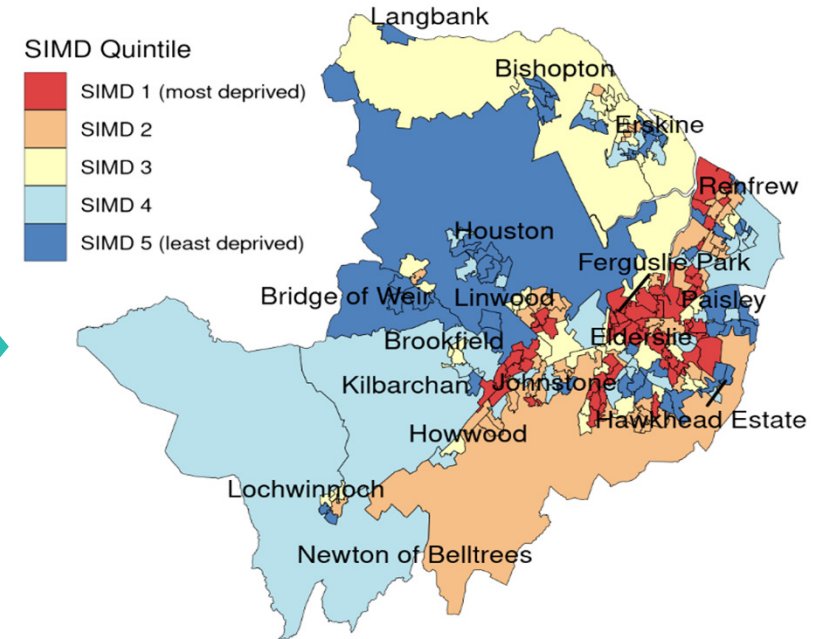 Langbank
SIMD Quintile
SIMD 1 (most deprived)
SIMD 2
SIMD 3
SIMD 4
SIMD 5 (least deprived)
Bishopton
Erskine
Renfrew
Houston
Ferguslie Park
Bridge of Weir
Linwood
Paisley
Brookfield
Elderslie
Kilbarchan
Johnstone
Howwood
Hawkhead Estate
Lochwinnoch
Newton of Belltrees